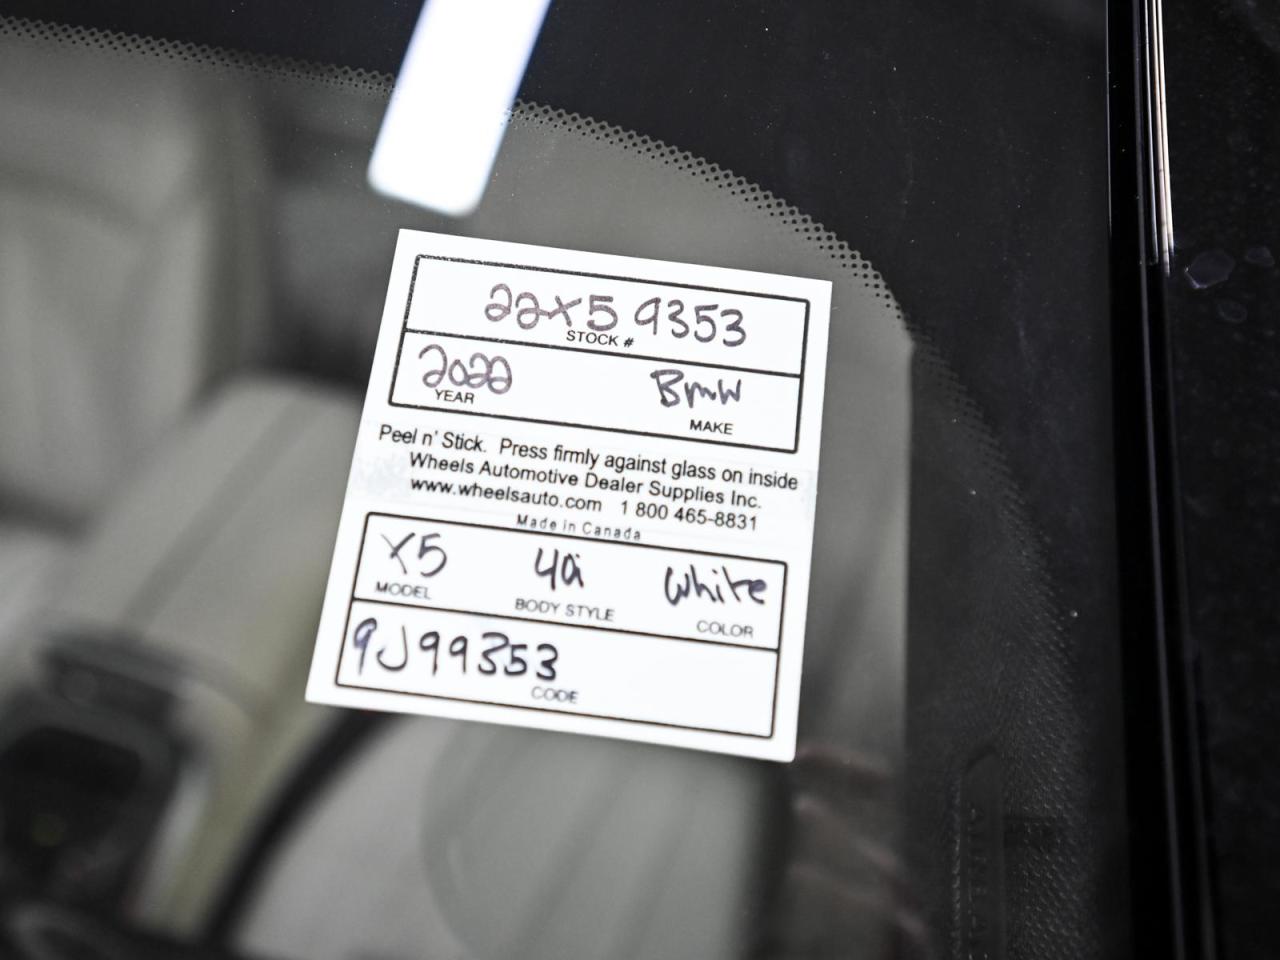 22X5 9353
STOCK #
2022 BMW
YEAR MAKE
Peel n' Stick. Press firmly against glass on inside
Wheels Automotive Dealer Supplies Inc.
www.wheelsauto.com 1 800 465-8831
Made in Canada
X5 40i White
MODEL BODY STYLE COLOR
9J99353
CODE